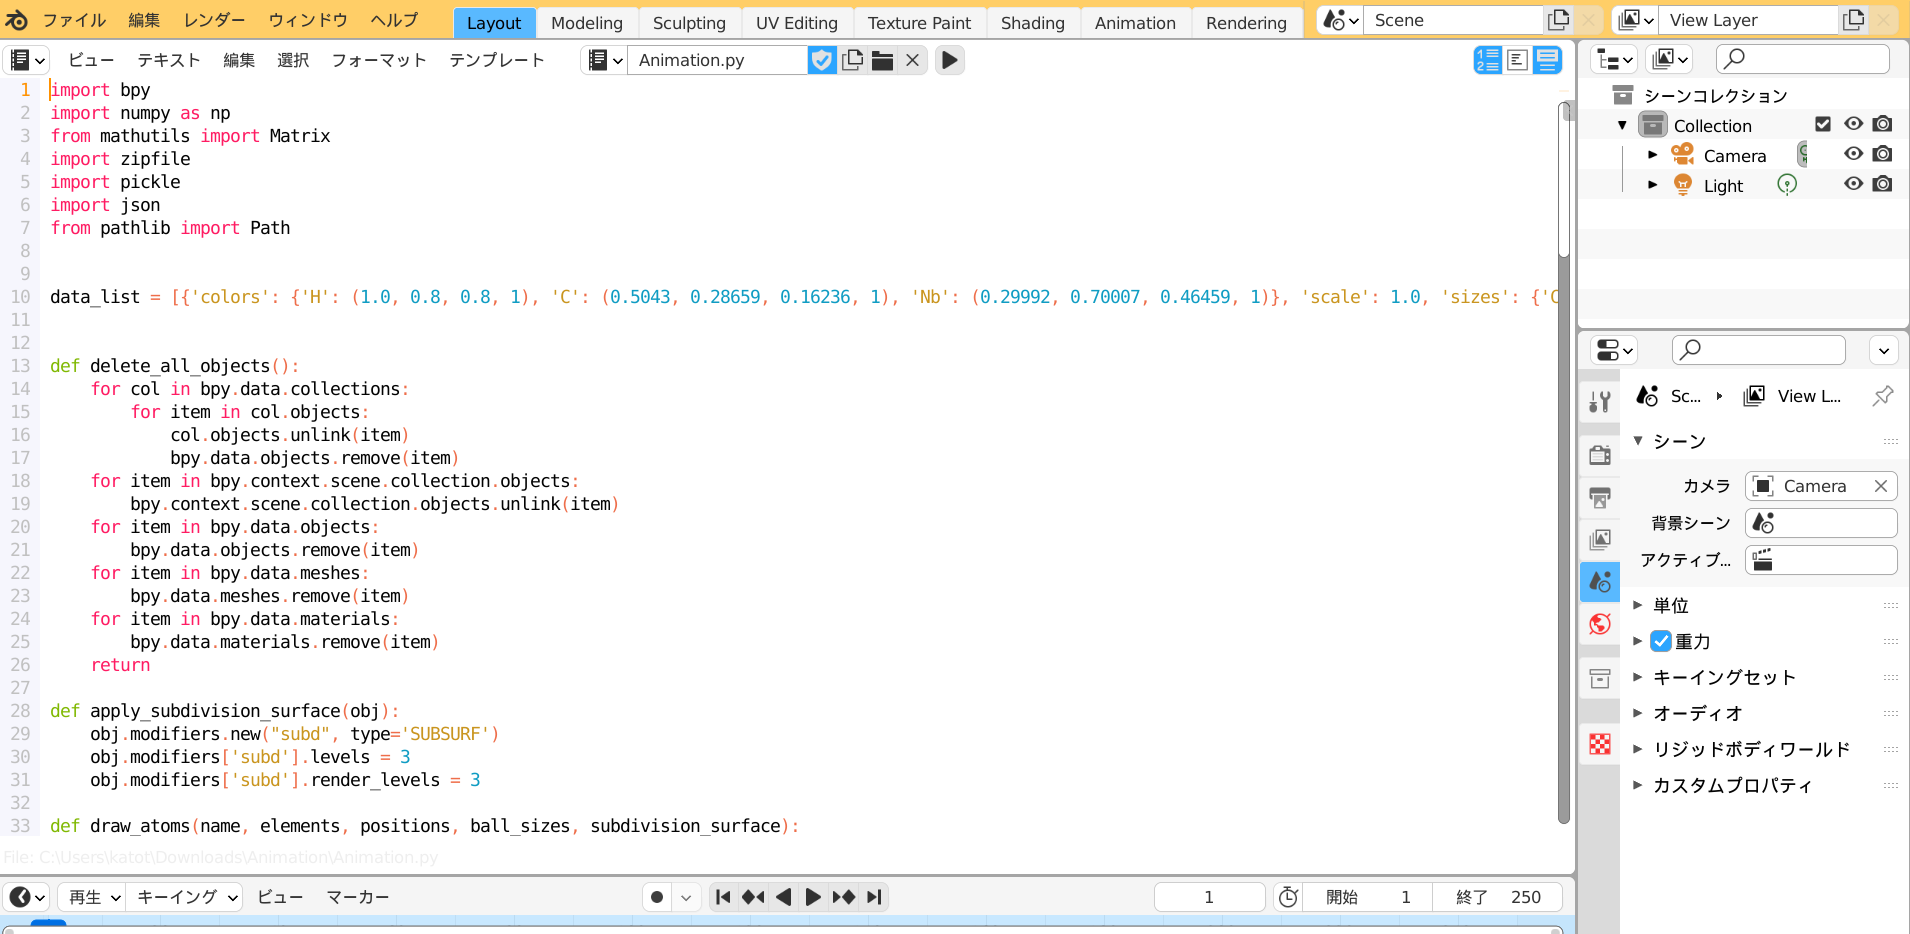 ファイル 編集 レンダー ウィンドウ ヘルプ Layout Modeling Sculpting UV Editing Texture Paint Shading Animation Rendering Scene View Layer
ビュー テキスト 編集 選択 フォーマット テンプレート Animation.py
1 import bpy
2 import numpy as np
3 from mathutils import Matrix
4 import zipfile
5 import pickle
6 import json
7 from pathlib import Path
8
9
10 data_list = [{'colors': {'H': (1.0, 0.8, 0.8, 1), 'C': (0.5043, 0.28659, 0.16236, 1), 'Nb': (0.29992, 0.70007, 0.46459, 1)}, 'scale': 1.0, 'sizes': {'C
11
12
13 def delete_all_objects():
14     for col in bpy.data.collections:
15         for item in col.objects:
16             col.objects.unlink(item)
17             bpy.data.objects.remove(item)
18     for item in bpy.context.scene.collection.objects:
19         bpy.context.scene.collection.objects.unlink(item)
20     for item in bpy.data.objects:
21         bpy.data.objects.remove(item)
22     for item in bpy.data.meshes:
23         bpy.data.meshes.remove(item)
24     for item in bpy.data.materials:
25         bpy.data.materials.remove(item)
26     return
27
28 def apply_subdivision_surface(obj):
29     obj.modifiers.new("subd", type='SUBSURF')
30     obj.modifiers['subd'].levels = 3
31     obj.modifiers['subd'].render_levels = 3
32
33 def draw_atoms(name, elements, positions, ball_sizes, subdivision_surface):
File: C:\Users\katot\Downloads\Animation\Animation.py
再生 キーイング ビュー マーカー 1 開始 1 終了 250
シーンコレクション
Collection
Camera
Light
Sc... View L...
シーン
カメラ Camera
背景シーン
アクティブ...
単位
重力
キーイングセット
オーディオ
リジッドボディワールド
カスタムプロパティ